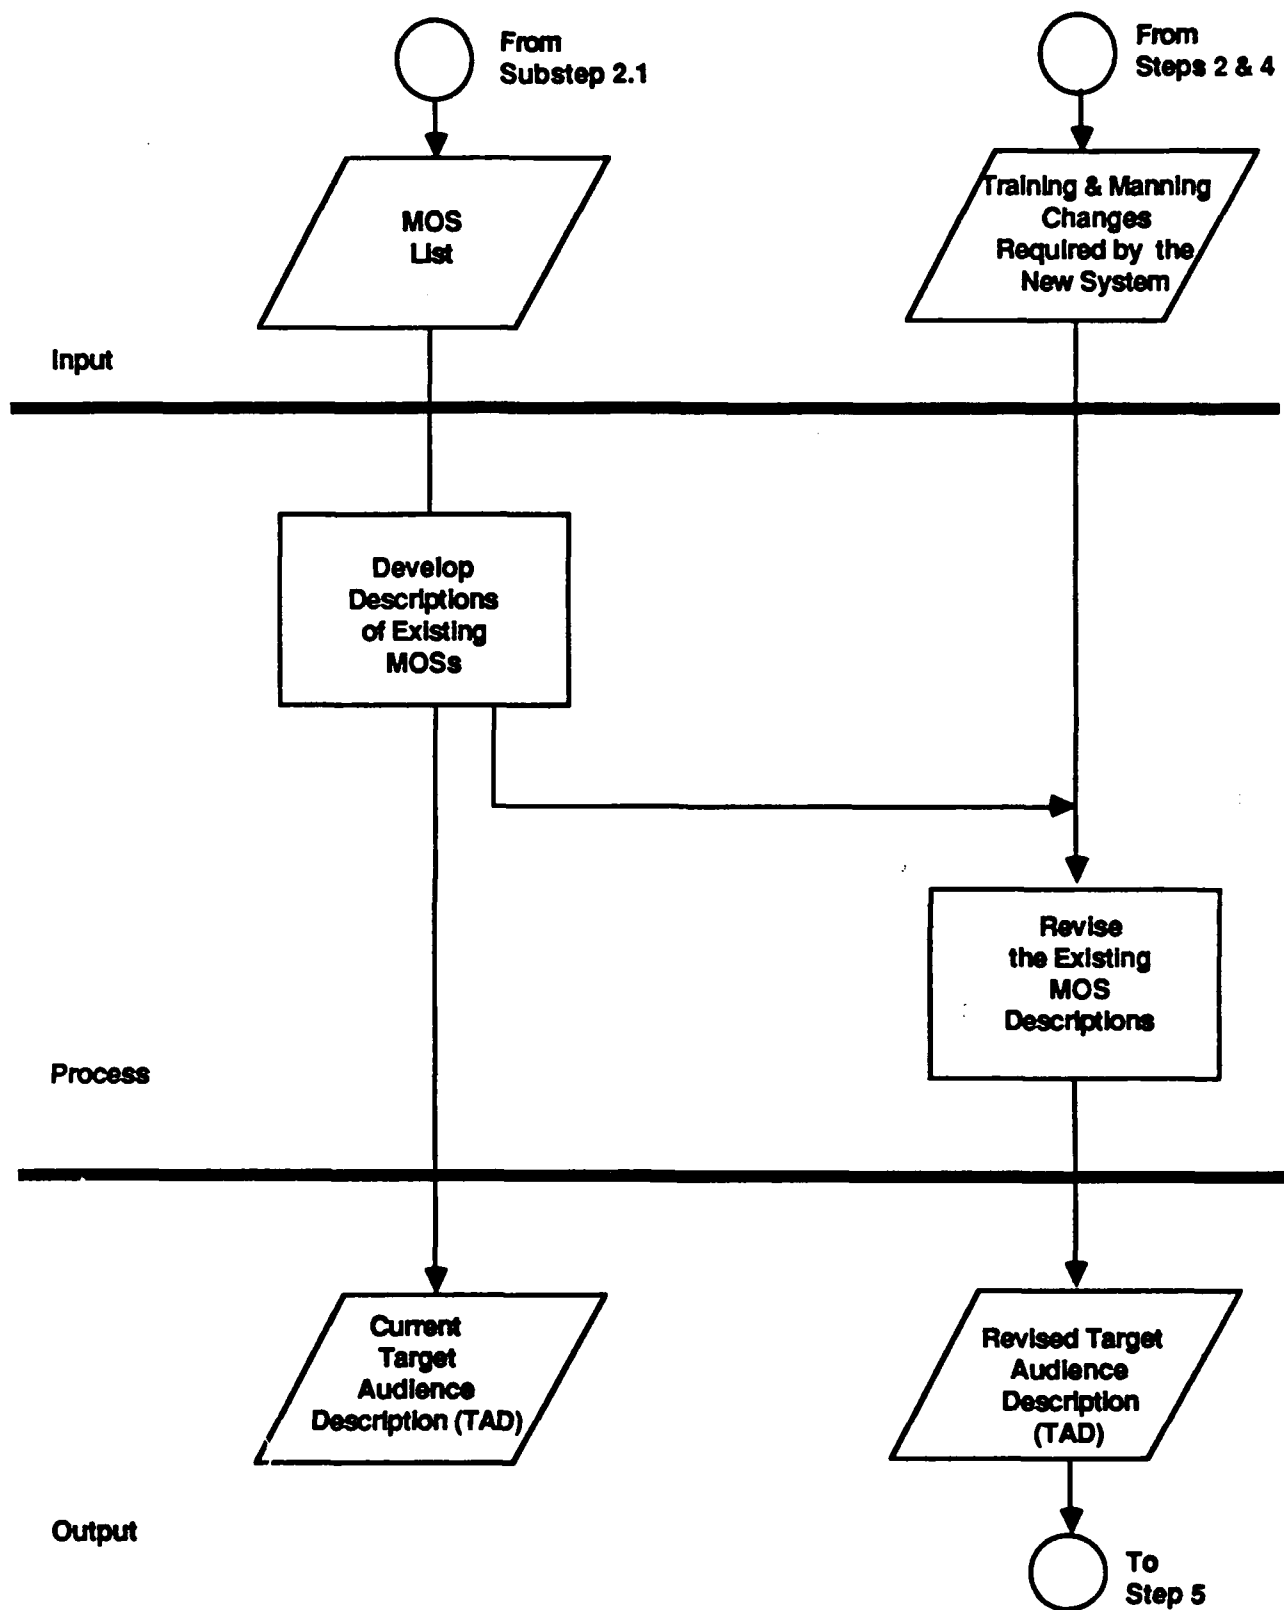 From
Substep 2.1
From
Steps 2 & 4
MOS
List
Training & Manning
Changes
Required by the
New System
Input
Develop
Descriptions
of Existing
MOSs
Revise
the Existing
MOS
Descriptions
Process
Current
Target
Audience
Description (TAD)
Revised Target
Audience
Description
(TAD)
Output
To
Step 5